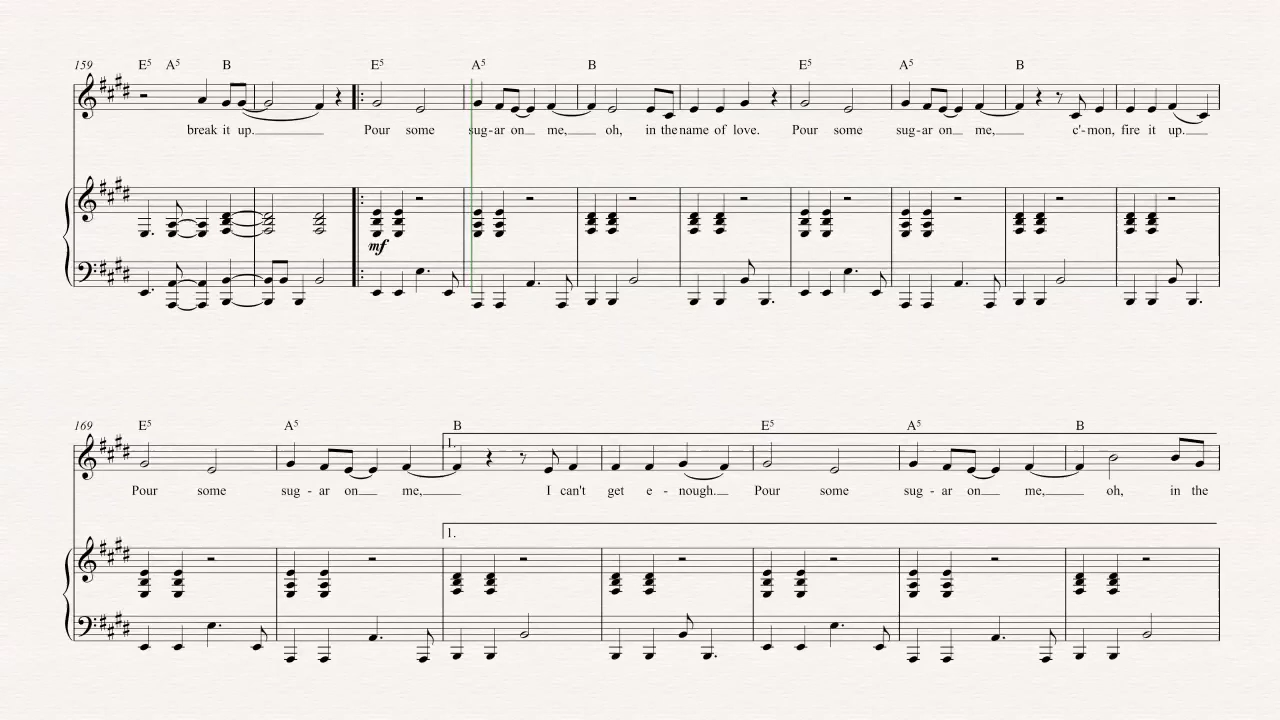 159 E5 A5 B E5 A5 B E5 A5 B
break it up. Pour some sug-ar on me, oh, in the name of love. Pour some sug-ar on me, c'-mon, fire it up.
mf
169 E5 A5 B E5 A5 B
1.
Pour some sug - ar on me, I can't get e - nough. Pour some sug - ar on me, oh, in the
1.